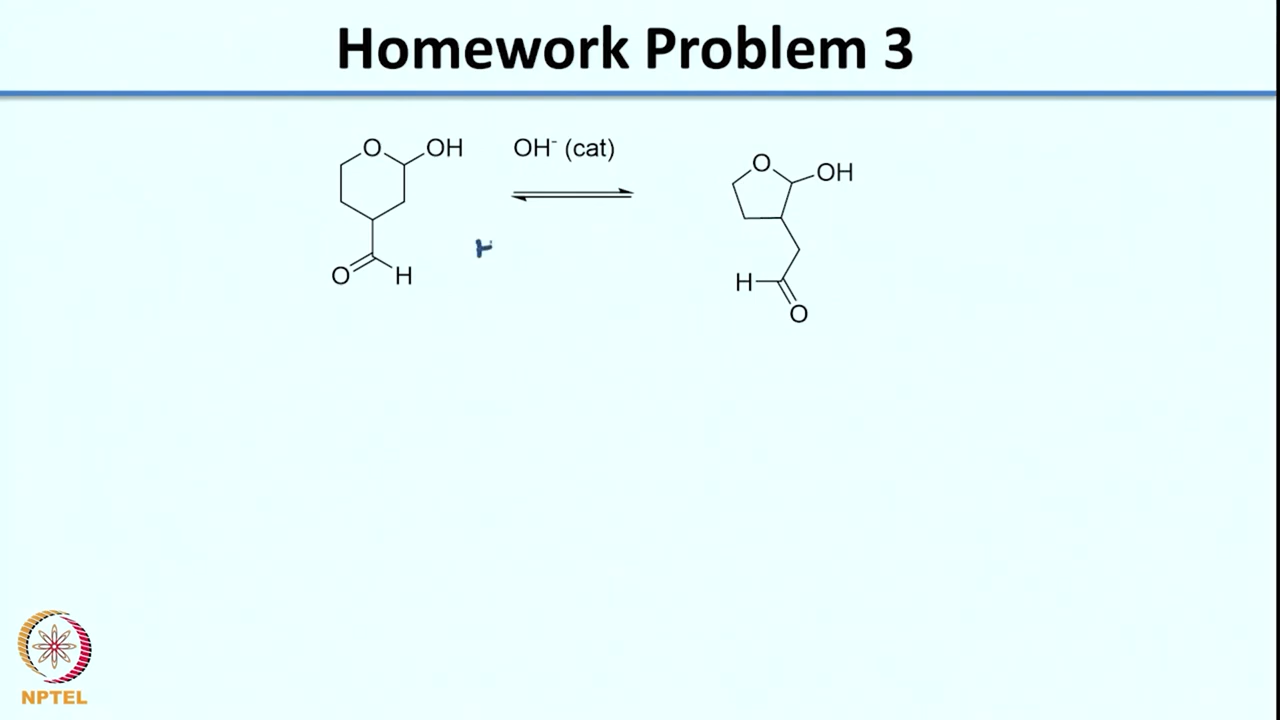 Homework Problem 3
O OH OH⁻ (cat) O OH
O H H O
NPTEL